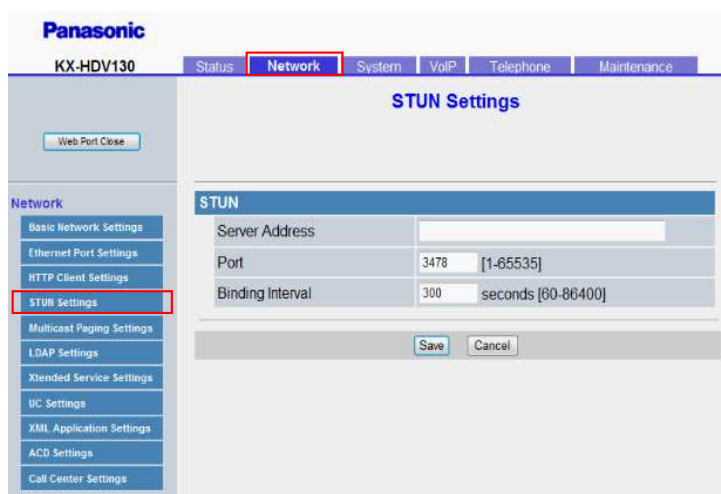 Panasonic
KX-HDV130
Status Network System VoIP Telephone Maintenance
STUN Settings
Web Port Close
Network
Basic Network Settings
Ethernet Port Settings
HTTP Client Settings
STUN Settings
Multicast Paging Settings
LDAP Settings
Xtended Service Settings
UC Settings
XML Application Settings
ACD Settings
Call Center Settings
STUN
Server Address
Port 3478 [1-65535]
Binding Interval 300 seconds [60-86400]
Save Cancel